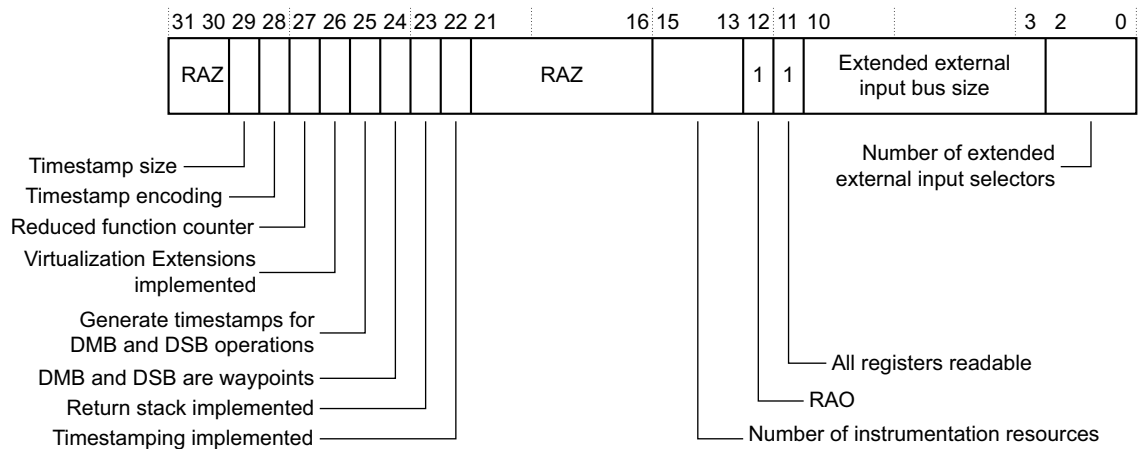 31 30 29 28 27 26 25 24 23 22 21 16 15 13 12 11 10 3 2 0
RAZ RAZ 1 1 Extended external
input bus size
Timestamp size
Timestamp encoding
Reduced function counter
Virtualization Extensions
implemented
Generate timestamps for
DMB and DSB operations
DMB and DSB are waypoints
Return stack implemented
Timestamping implemented
Number of extended
external input selectors
All registers readable
RAO
Number of instrumentation resources